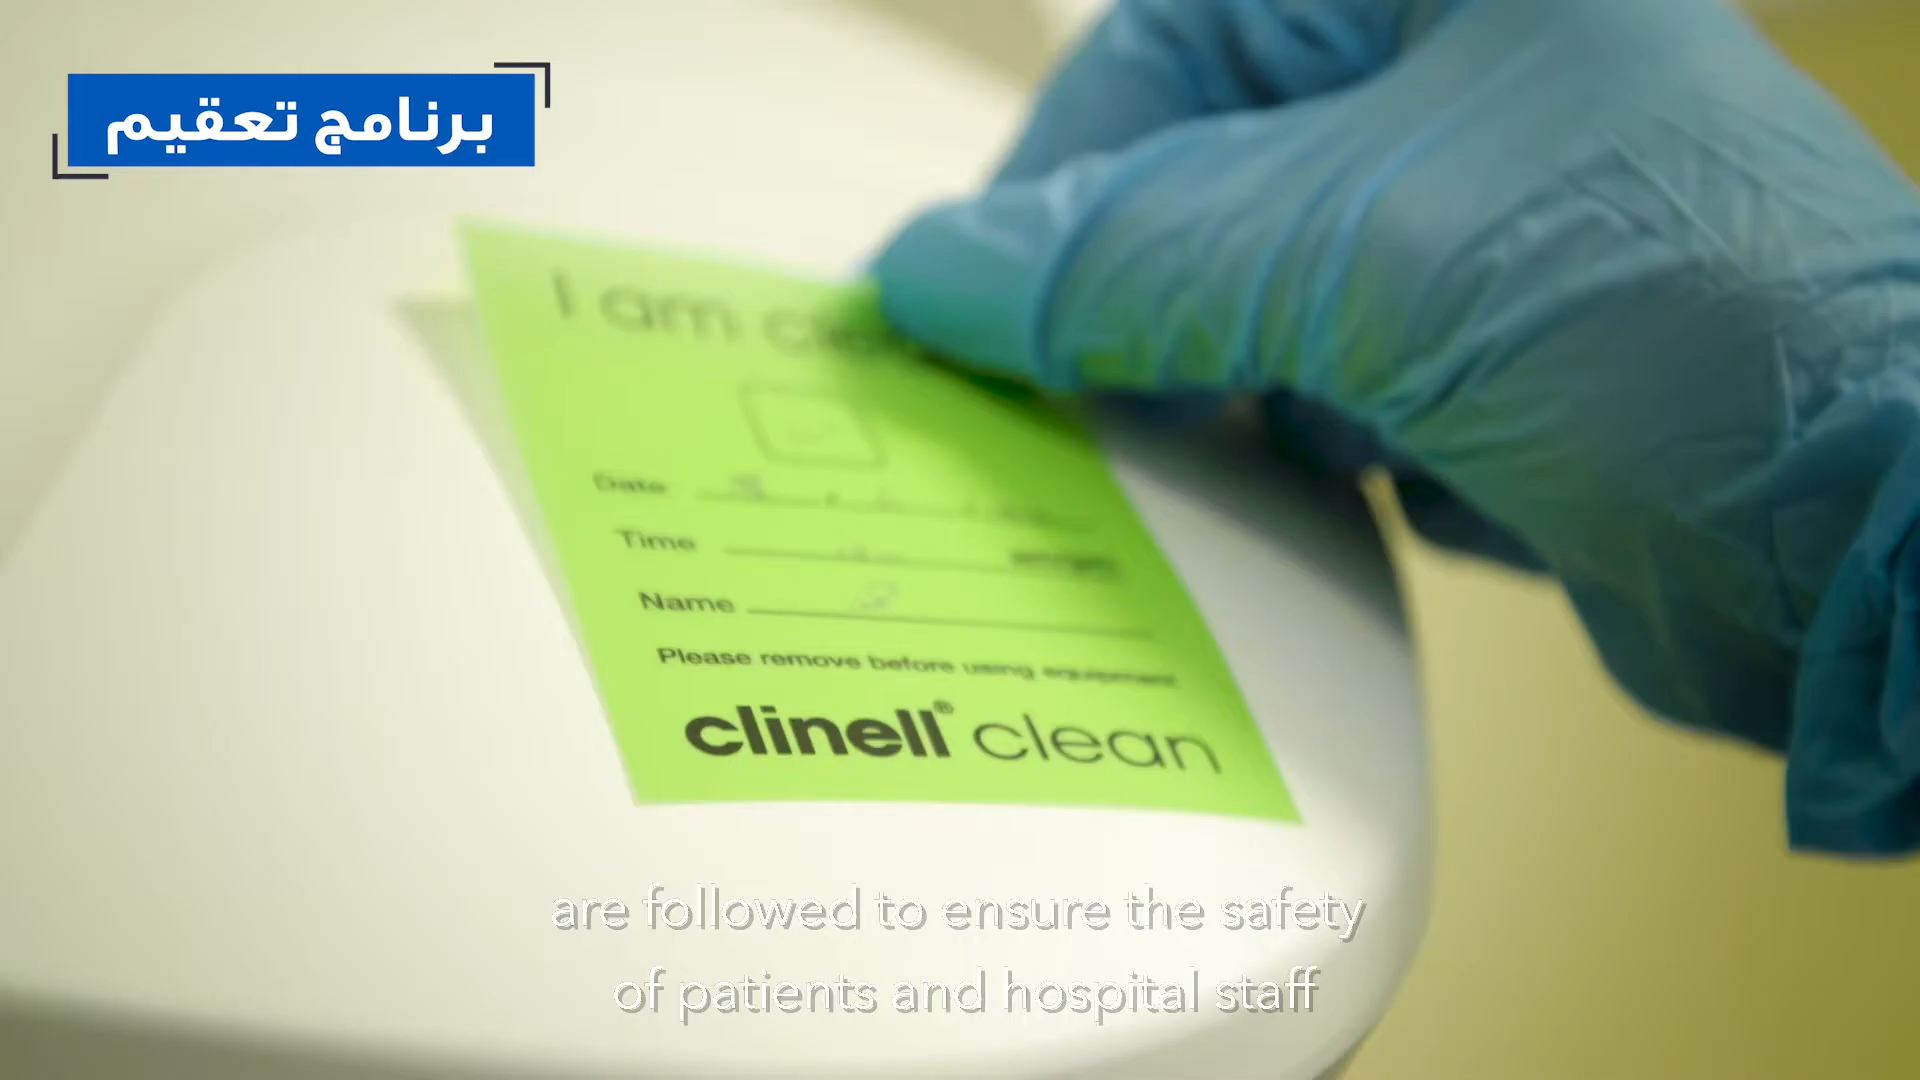 برنامج تعقيم
I am
Date
Time
Name
Please remove before using equipment
clinell® clean
are followed to ensure the safety
of patients and hospital staff